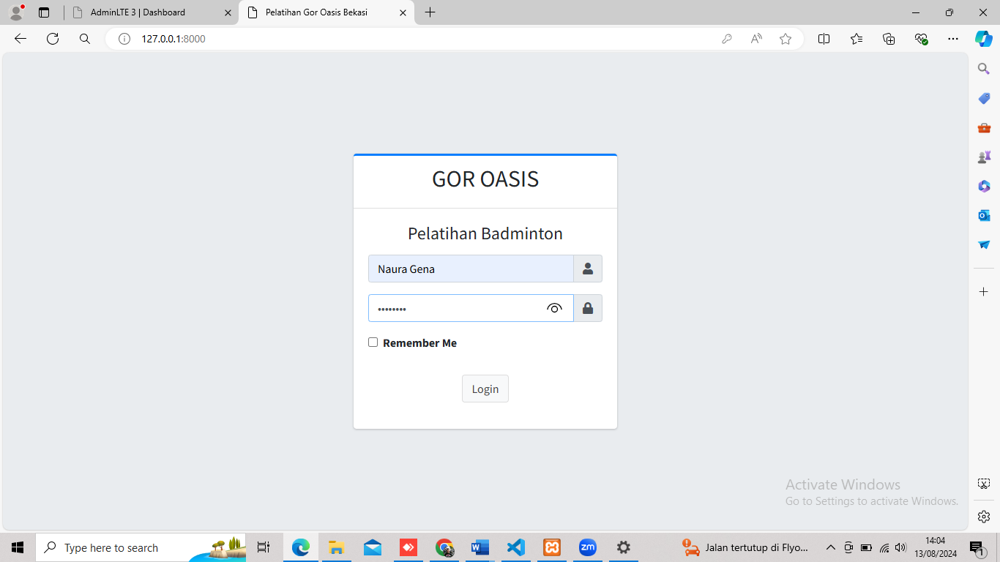 AdminLTE 3 | Dashboard
Pelatihan Gor Oasis Bekasi
127.0.0.1:8000
GOR OASIS
Pelatihan Badminton
Naura Gena
••••••••
Remember Me
Login
Activate Windows
Go to Settings to activate Windows.
Type here to search
Jalan tertutup di Flyo...
14:04
13/08/2024
1